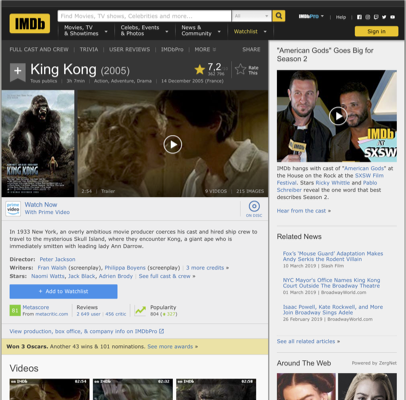 IMDb
Find Movies, TV shows, Celebrities and more...
All
IMDbPro
Help
Movies, TV & Showtimes
Celebs, Events & Photos
News & Community
Watchlist
Sign in
FULL CAST AND CREW | TRIVIA | USER REVIEWS | IMDbPro | MORE
SHARE
King Kong (2005)
7,2
Rate This
Tous publics | 3h 7min | Action, Adventure, Drama | 14 December 2005 (France)
KING KONG
2:54 | Trailer
9 VIDEOS | 215 IMAGES
prime video
Watch Now
With Prime Video
ON DISC
In 1933 New York, an overly ambitious movie producer coerces his cast and hired ship crew to
travel to the mysterious Skull Island, where they encounter Kong, a giant ape who is
immediately smitten with leading lady Ann Darrow.
Director: Peter Jackson
Writers: Fran Walsh (screenplay), Philippa Boyens (screenplay) | 3 more credits »
Stars: Naomi Watts, Jack Black, Adrien Brody | See full cast & crew »
+ Add to Watchlist
81
Metascore
From metacritic.com
Reviews
2 649 user | 456 critic
Popularity
804
View production, box office, & company info on IMDbPro
Won 3 Oscars. Another 43 wins & 101 nominations. See more awards »
Videos
"American Gods" Goes Big for
Season 2
IMDb
AT
SXSW
IMDb hangs with cast of "American Gods"
at the House on the Rock at the SXSW Film
Festival. Stars Ricky Whittle and Pablo
Schreiber reveal the one word that best
describes Season 2.
Hear from the cast »
Related News
Fox's 'Mouse Guard' Adaptation Makes
Andy Serkis the Rodent Villain
10 March 2019 | Slash Film
NYC Mayor's Office Names King Kong
Court Outside The Broadway Theatre
01 March 2019 | BroadwayWorld.com
Isaac Powell, Kate Rockwell, and More
Join Broadway Sings Adele
26 February 2019 | BroadwayWorld.com
See all related articles »
Around The Web
Powered by ZergNet